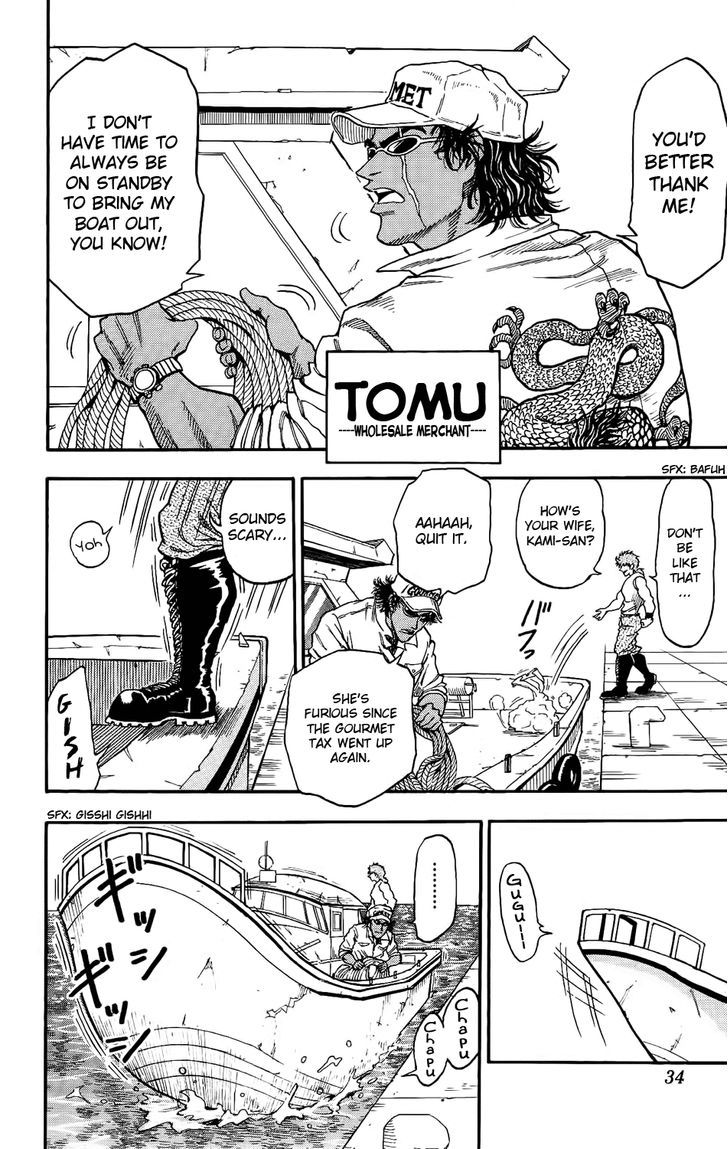 YOU'D
BETTER
THANK
ME!
I DON'T
HAVE TIME TO
ALWAYS BE
ON STANDBY
TO BRING MY
BOAT OUT,
YOU KNOW!
MET
TOMU
----WHOLESALE MERCHANT----
SFX: BAFUH
DON'T
BE
LIKE
THAT
...
HOW'S
YOUR WIFE,
KAMI-SAN?
バフっ
AAHAAH,
QUIT IT.
SHE'S
FURIOUS SINCE
THE GOURMET
TAX WENT UP
AGAIN.
SOUNDS
SCARY...
Yoh
GISH
SFX: GISSHI GISHHI
GuGuii
.........
ギッシ
ギッシ
Chapu
Chapu
34